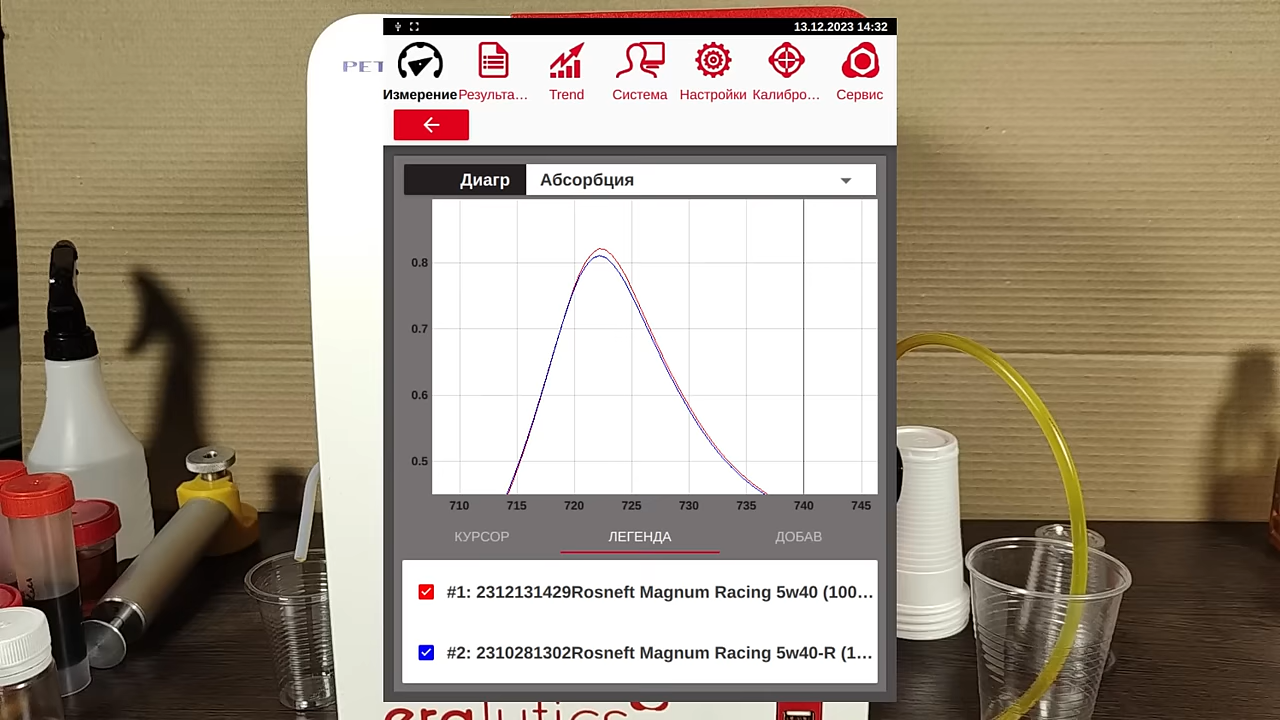 13.12.2023 14:32
PET
Измерение Результа... Trend Система Настройки Калибро... Сервис
Диагр Абсорбция
0.8
0.7
0.6
0.5
710 715 720 725 730 735 740 745
КУРСОР ЛЕГЕНДА ДОБАВ
#1: 2312131429Rosneft Magnum Racing 5w40 (100...
#2: 2310281302Rosneft Magnum Racing 5w40-R (1...
eralytics